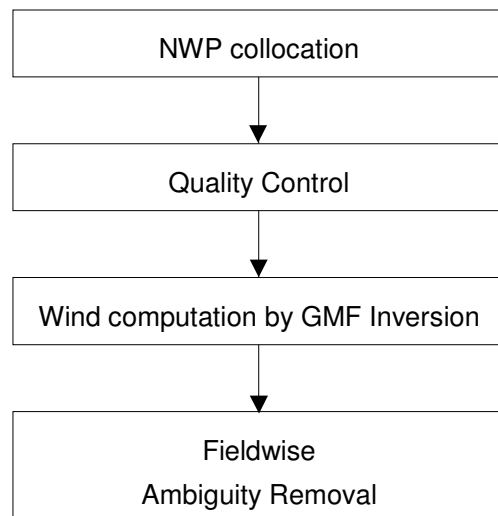 NWP collocation
Quality Control
Wind computation by GMF Inversion
Fieldwise
Ambiguity Removal